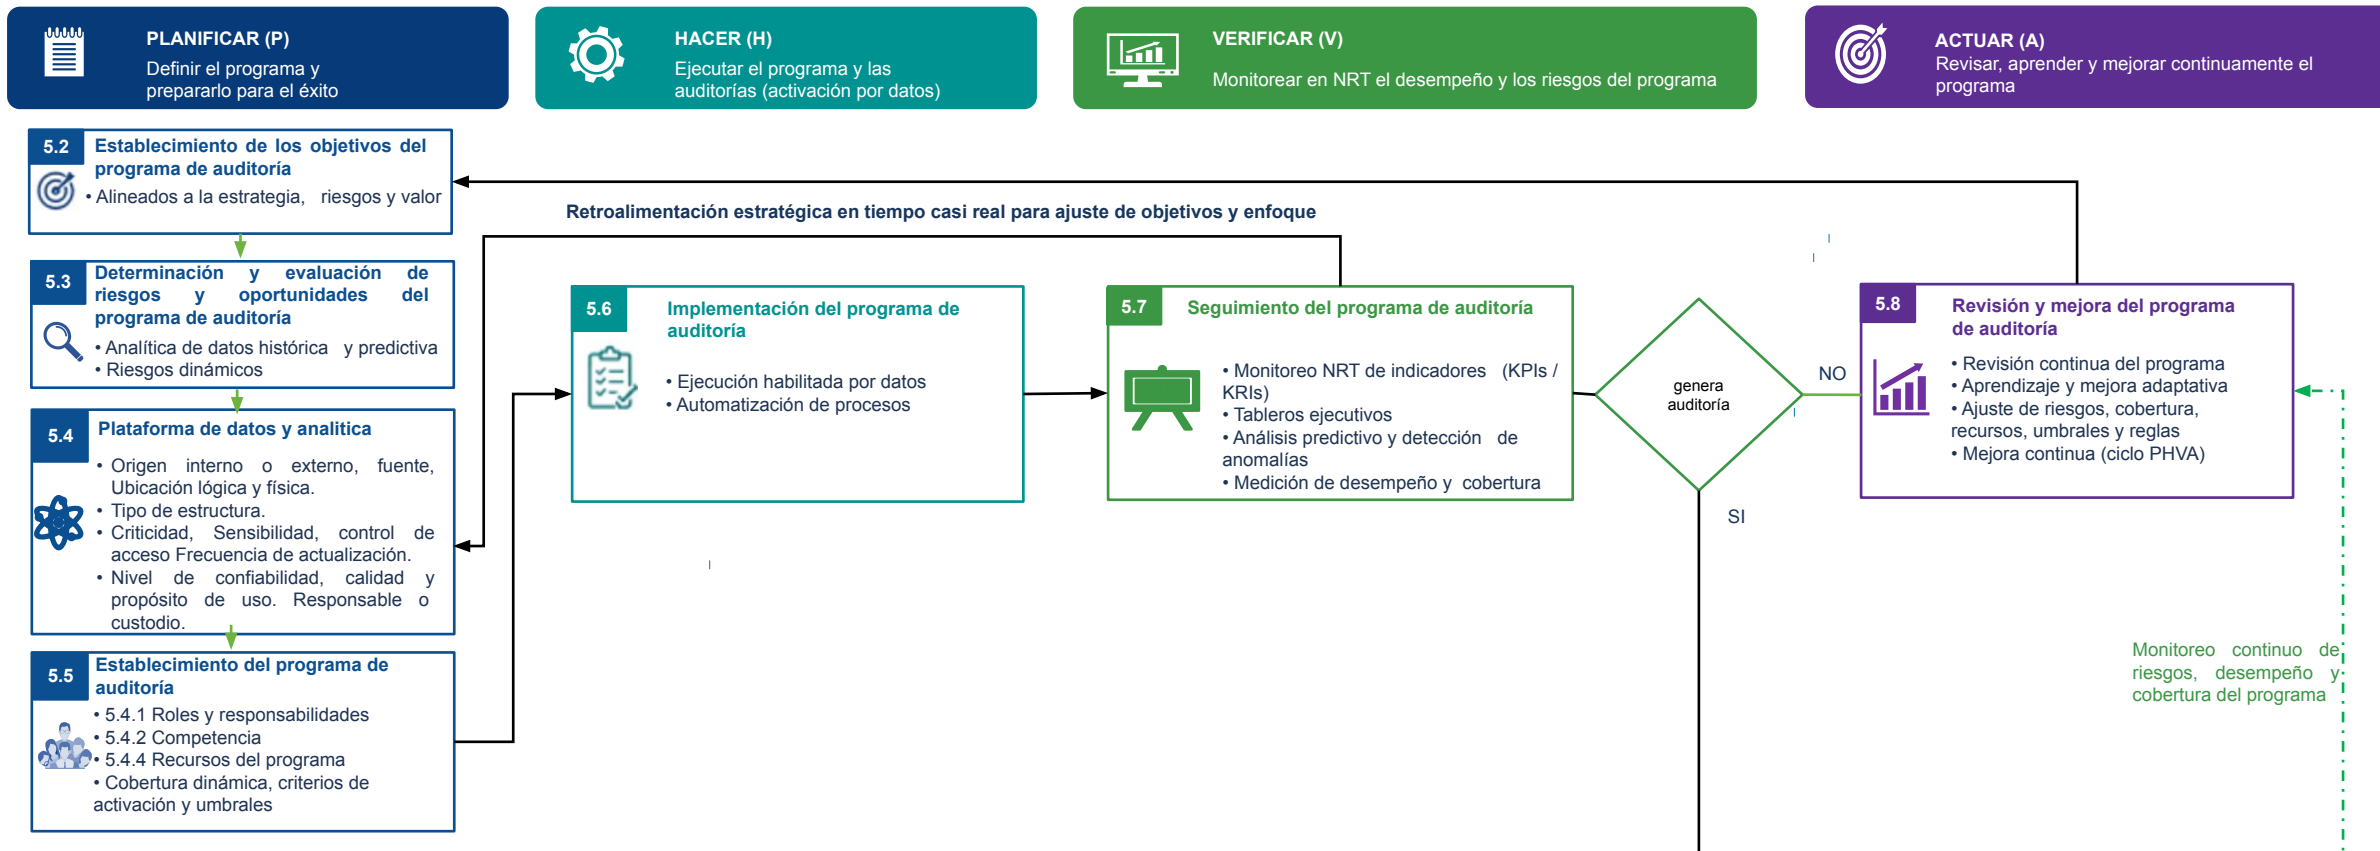 PLANIFICAR (P)
Definir el programa y
prepararlo para el éxito
HACER (H)
Ejecutar el programa y las
auditorías (activación por datos)
VERIFICAR (V)
Monitorear en NRT el desempeño y los riesgos del programa
ACTUAR (A)
Revisar, aprender y mejorar continuamente el
programa
5.2
Establecimiento de los objetivos del
programa de auditoría
• Alineados a la estrategia, riesgos y valor
Retroalimentación estratégica en tiempo casi real para ajuste de objetivos y enfoque
5.3
Determinación y evaluación de
riesgos y oportunidades del
programa de auditoría
• Analítica de datos histórica y predictiva
• Riesgos dinámicos
5.4
Plataforma de datos y analitica
• Origen interno o externo, fuente,
Ubicación lógica y física.
• Tipo de estructura.
• Criticidad, Sensibilidad, control de
acceso Frecuencia de actualización.
• Nivel de confiabilidad, calidad y
propósito de uso. Responsable o
custodio.
5.5
Establecimiento del programa de
auditoría
• 5.4.1 Roles y responsabilidades
• 5.4.2 Competencia
• 5.4.4 Recursos del programa
• Cobertura dinámica, criterios de
activación y umbrales
5.6
Implementación del programa de
auditoría
• Ejecución habilitada por datos
• Automatización de procesos
5.7
Seguimiento del programa de auditoría
• Monitoreo NRT de indicadores (KPIs /
KRIs)
• Tableros ejecutivos
• Análisis predictivo y detección de
anomalías
• Medición de desempeño y cobertura
genera
auditoría
NO
SI
5.8
Revisión y mejora del programa
de auditoría
• Revisión continua del programa
• Aprendizaje y mejora adaptativa
• Ajuste de riesgos, cobertura,
recursos, umbrales y reglas
• Mejora continua (ciclo PHVA)
Monitoreo continuo de
riesgos, desempeño y
cobertura del programa